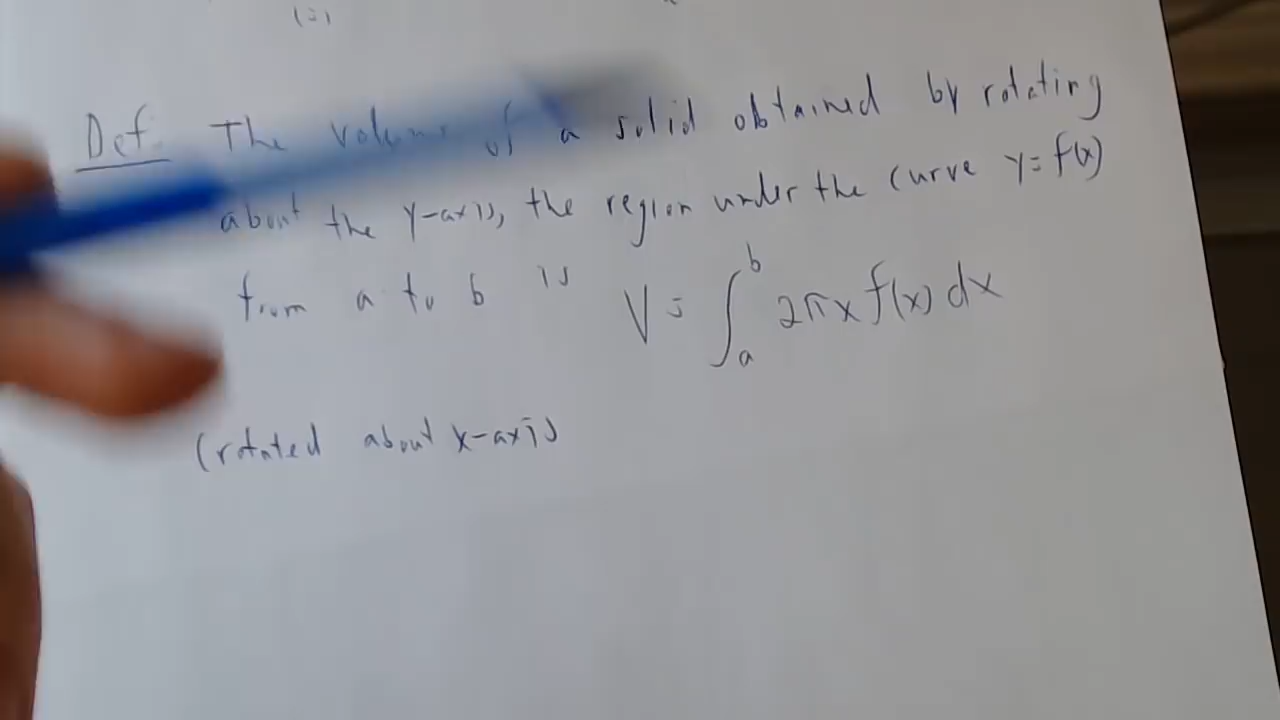 Def. The volume of a solid obtained by rotating
about the y-axis, the region under the curve y=f(x)
from a to b is V = ∫_a^b 2πx f(x) dx
(rotated about x-axis